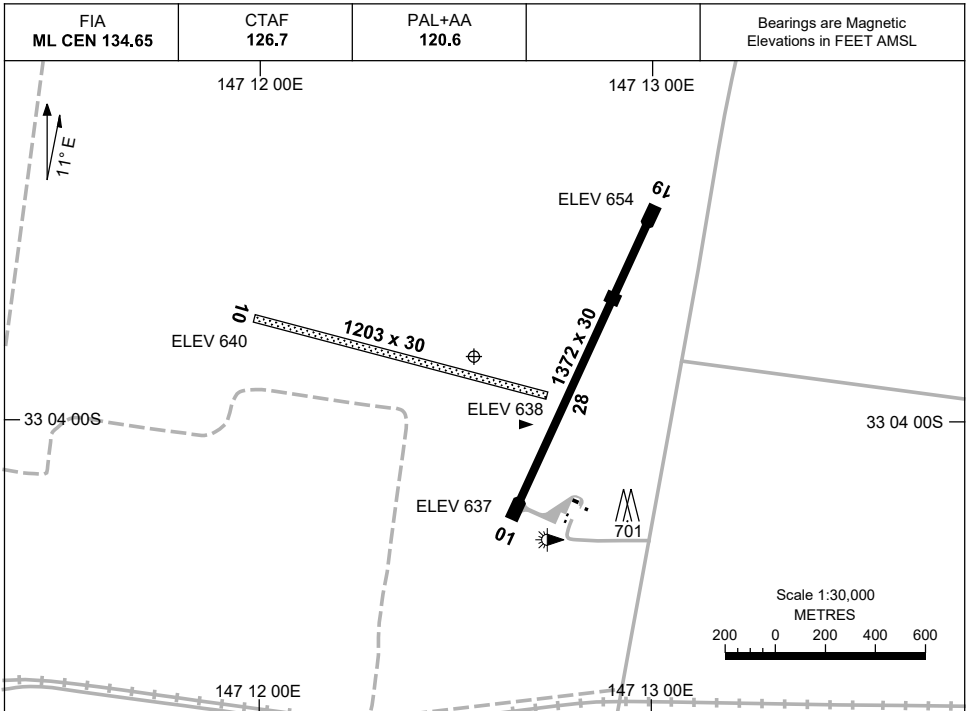 FIA
ML CEN 134.65
CTAF
126.7
PAL+AA
120.6
Bearings are Magnetic
Elevations in FEET AMSL
147 12 00E
147 13 00E
11° E
ELEV 654
19
10
1203 x 30
ELEV 640
1372 x 30
28
ELEV 638
33 04 00S
33 04 00S
ELEV 637
01
701
Scale 1:30,000
METRES
200 0 200 400 600
147 12 00E
147 13 00E